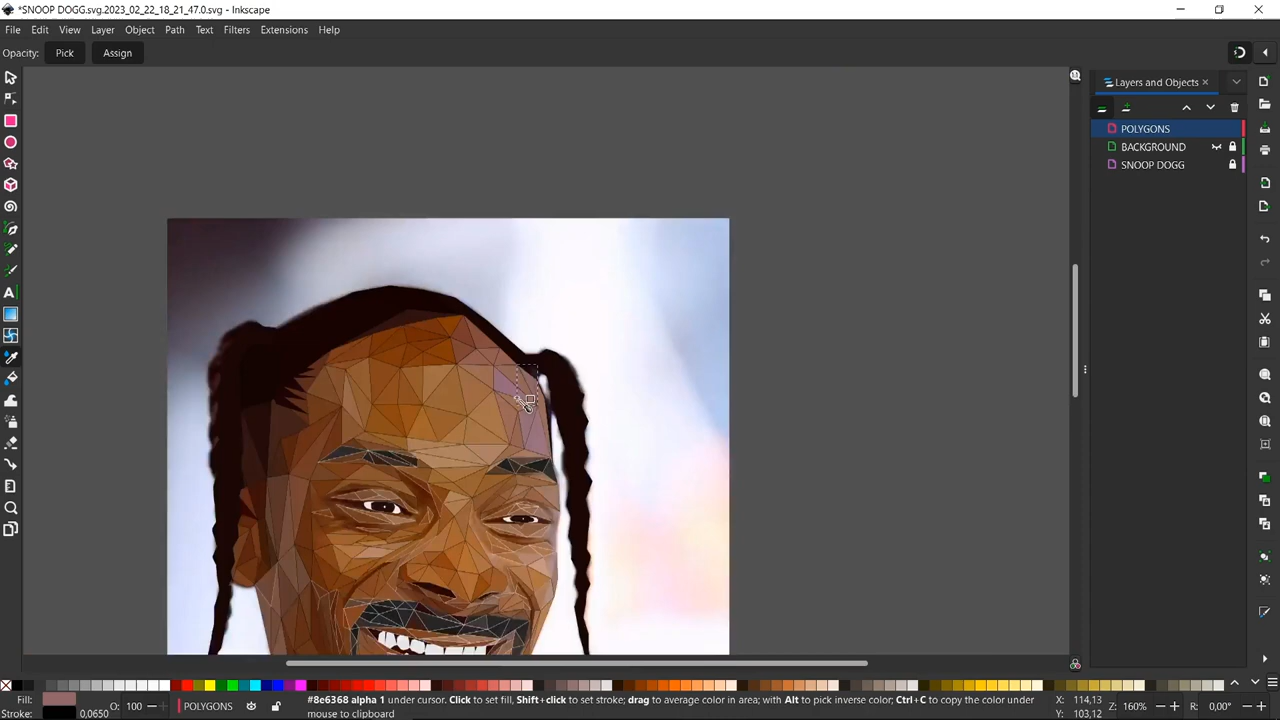 *SNOOP DOGG.svg.2023_02_22_18_21_47.0.svg - Inkscape
File Edit View Layer Object Path Text Filters Extensions Help
Opacity: Pick Assign
Layers and Objects
POLYGONS
BACKGROUND
SNOOP DOGG
Fill:
Stroke: 0,0650
O: 100
POLYGONS
#8e6368 alpha 1 under cursor. Click to set fill, Shift+click to set stroke; drag to average color in area; with Alt to pick inverse color; Ctrl+C to copy the color under
mouse to clipboard
X: 114,13
Y: 103,12
Z: 160%
R: 0,00°